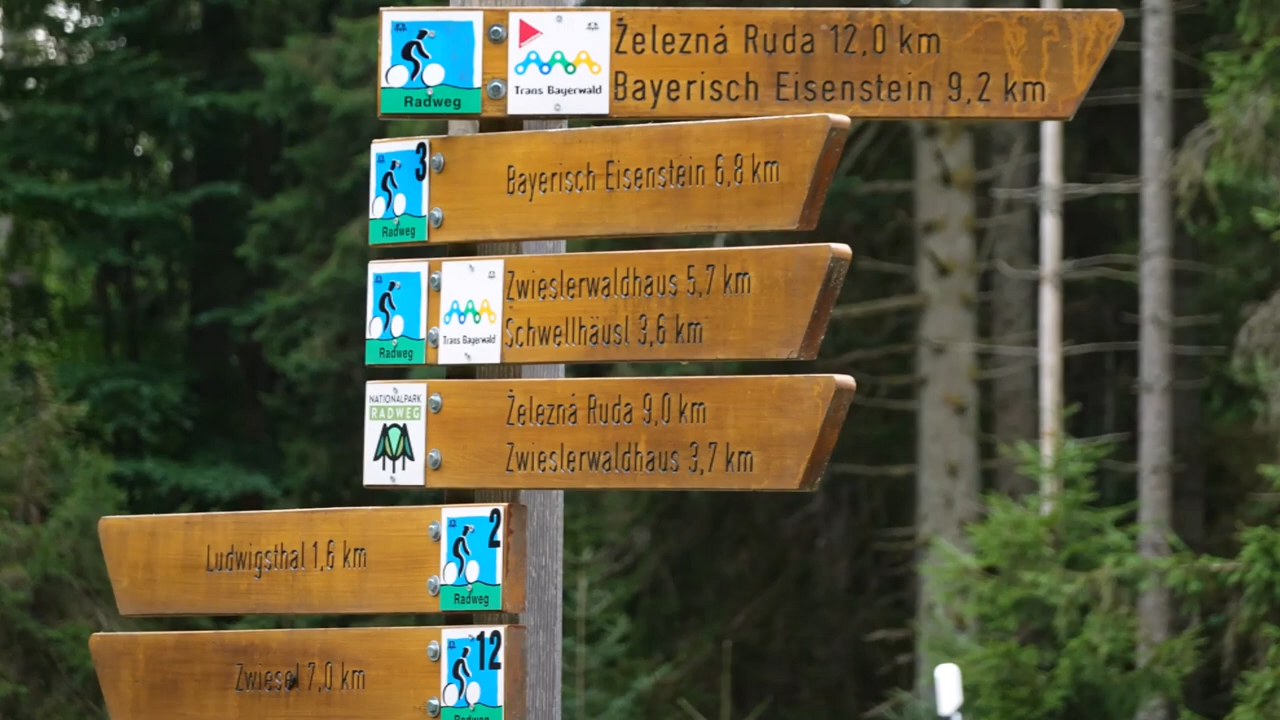 Radweg
Trans Bayerwald
Železná Ruda 12,0 km
Bayerisch Eisenstein 9,2 km
3
Radweg
Bayerisch Eisenstein 6,8 km
Radweg
Trans Bayerwald
Zwieslerwaldhaus 5,7 km
Schwellhäusl 3,6 km
NATIONALPARK
RADWEG
Železná Ruda 9,0 km
Zwieslerwaldhaus 3,7 km
Ludwigsthal 1,6 km
2
Radweg
Zwiesel 7,0 km
12
Radweg